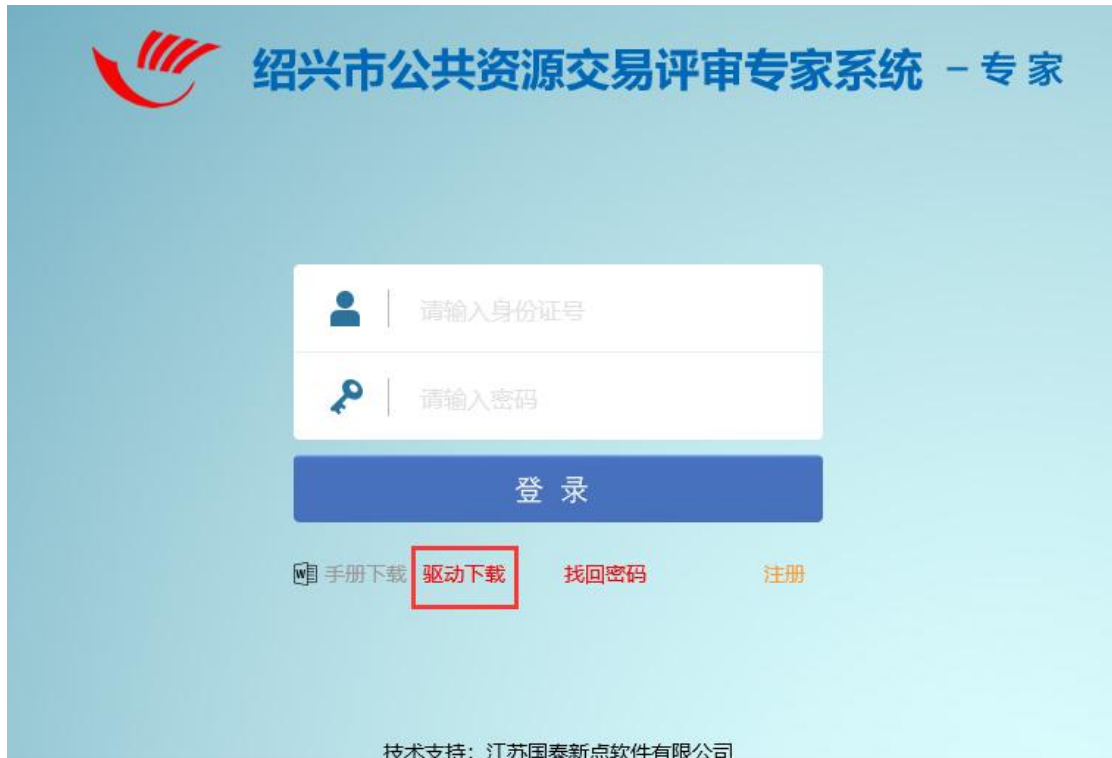 绍兴市公共资源交易评审专家系统 - 专家
请输入身份证号
请输入密码
登 录
手册下载 驱动下载 找回密码 注册
技术支持：江苏国泰新点软件有限公司